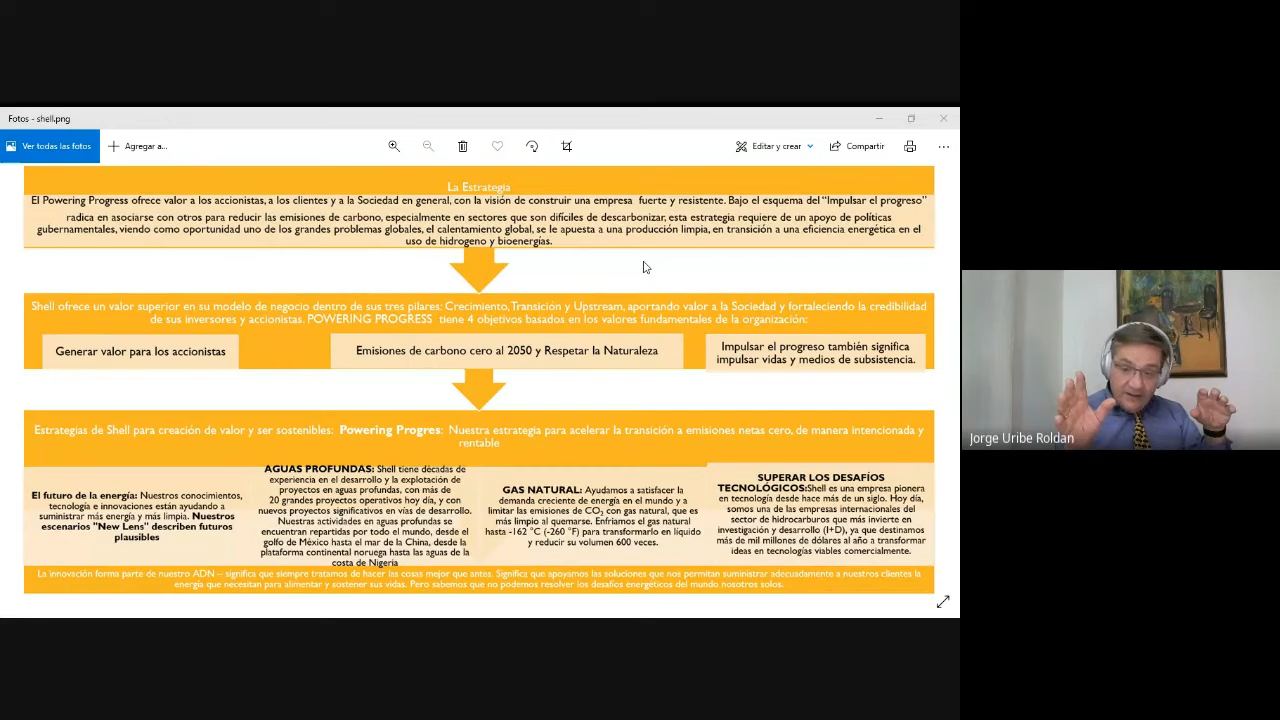 Fotos - shell.png
Ver todas las fotos
Agregar a...
Editar y crear
Compartir
La Estrategia
El Powering Progress ofrece valor a los accionistas, a los clientes y a la Sociedad en general, con la visión de construir una empresa fuerte y resistente. Bajo el esquema del “Impulsar el progreso”
radica en asociarse con otros para reducir las emisiones de carbono, especialmente en sectores que son difíciles de descarbonizar, esta estrategia requiere de un apoyo de políticas
gubernamentales, viendo como oportunidad uno de los grandes problemas globales, el calentamiento global, se le apuesta a una producción limpia, en transición a una eficiencia energética en el
uso de hidrogeno y bioenergías.
Shell ofrece un valor superior en su modelo de negocio dentro de sus tres pilares: Crecimiento, Transición y Upstream, aportando valor a la Sociedad y fortaleciendo la credibilidad
de sus inversores y accionistas. POWERING PROGRESS tiene 4 objetivos basados en los valores fundamentales de la organización:
Generar valor para los accionistas
Emisiones de carbono cero al 2050 y Respetar la Naturaleza
Impulsar el progreso también significa
impulsar vidas y medios de subsistencia.
Estrategias de Shell para creación de valor y ser sostenibles: Powering Progres: Nuestra estrategia para acelerar la transición a emisiones netas cero, de manera intencionada y
rentable
El futuro de la energía: Nuestros conocimientos,
tecnología e innovaciones están ayudando a
suministrar más energía y más limpia. Nuestros
escenarios "New Lens" describen futuros
plausibles
AGUAS PROFUNDAS: Shell tiene décadas de
experiencia en el desarrollo y la explotación de
proyectos en aguas profundas, con más de
20 grandes proyectos operativos hoy día, y con
nuevos proyectos significativos en vías de desarrollo.
Nuestras actividades en aguas profundas se
encuentran repartidas por todo el mundo, desde el
golfo de México hasta el mar de la China, desde la
plataforma continental noruega hasta las aguas de la
costa de Nigeria
GAS NATURAL: Ayudamos a satisfacer la
demanda creciente de energía en el mundo y a
limitar las emisiones de CO₂ con gas natural, que es
más limpio al quemarse. Enfriamos el gas natural
hasta -162 °C (-260 °F) para transformarlo en líquido
y reducir su volumen 600 veces.
SUPERAR LOS DESAFÍOS
TECNOLÓGICOS:Shell es una empresa pionera
en tecnología desde hace más de un siglo. Hoy día,
somos una de las empresas internacionales del
sector de hidrocarburos que más invierte en
investigación y desarrollo (I+D), ya que destinamos
más de mil millones de dólares al año a transformar
ideas en tecnologías viables comercialmente.
La innovación forma parte de nuestro ADN – significa que siempre tratamos de hacer las cosas mejor que antes. Significa que apoyamos las soluciones que nos permitan suministrar adecuadamente a nuestros clientes la
energía que necesitan para alimentar y sostener sus vidas. Pero sabemos que no podemos resolver los desafíos energéticos del mundo nosotros solos.
Jorge Uribe Roldan